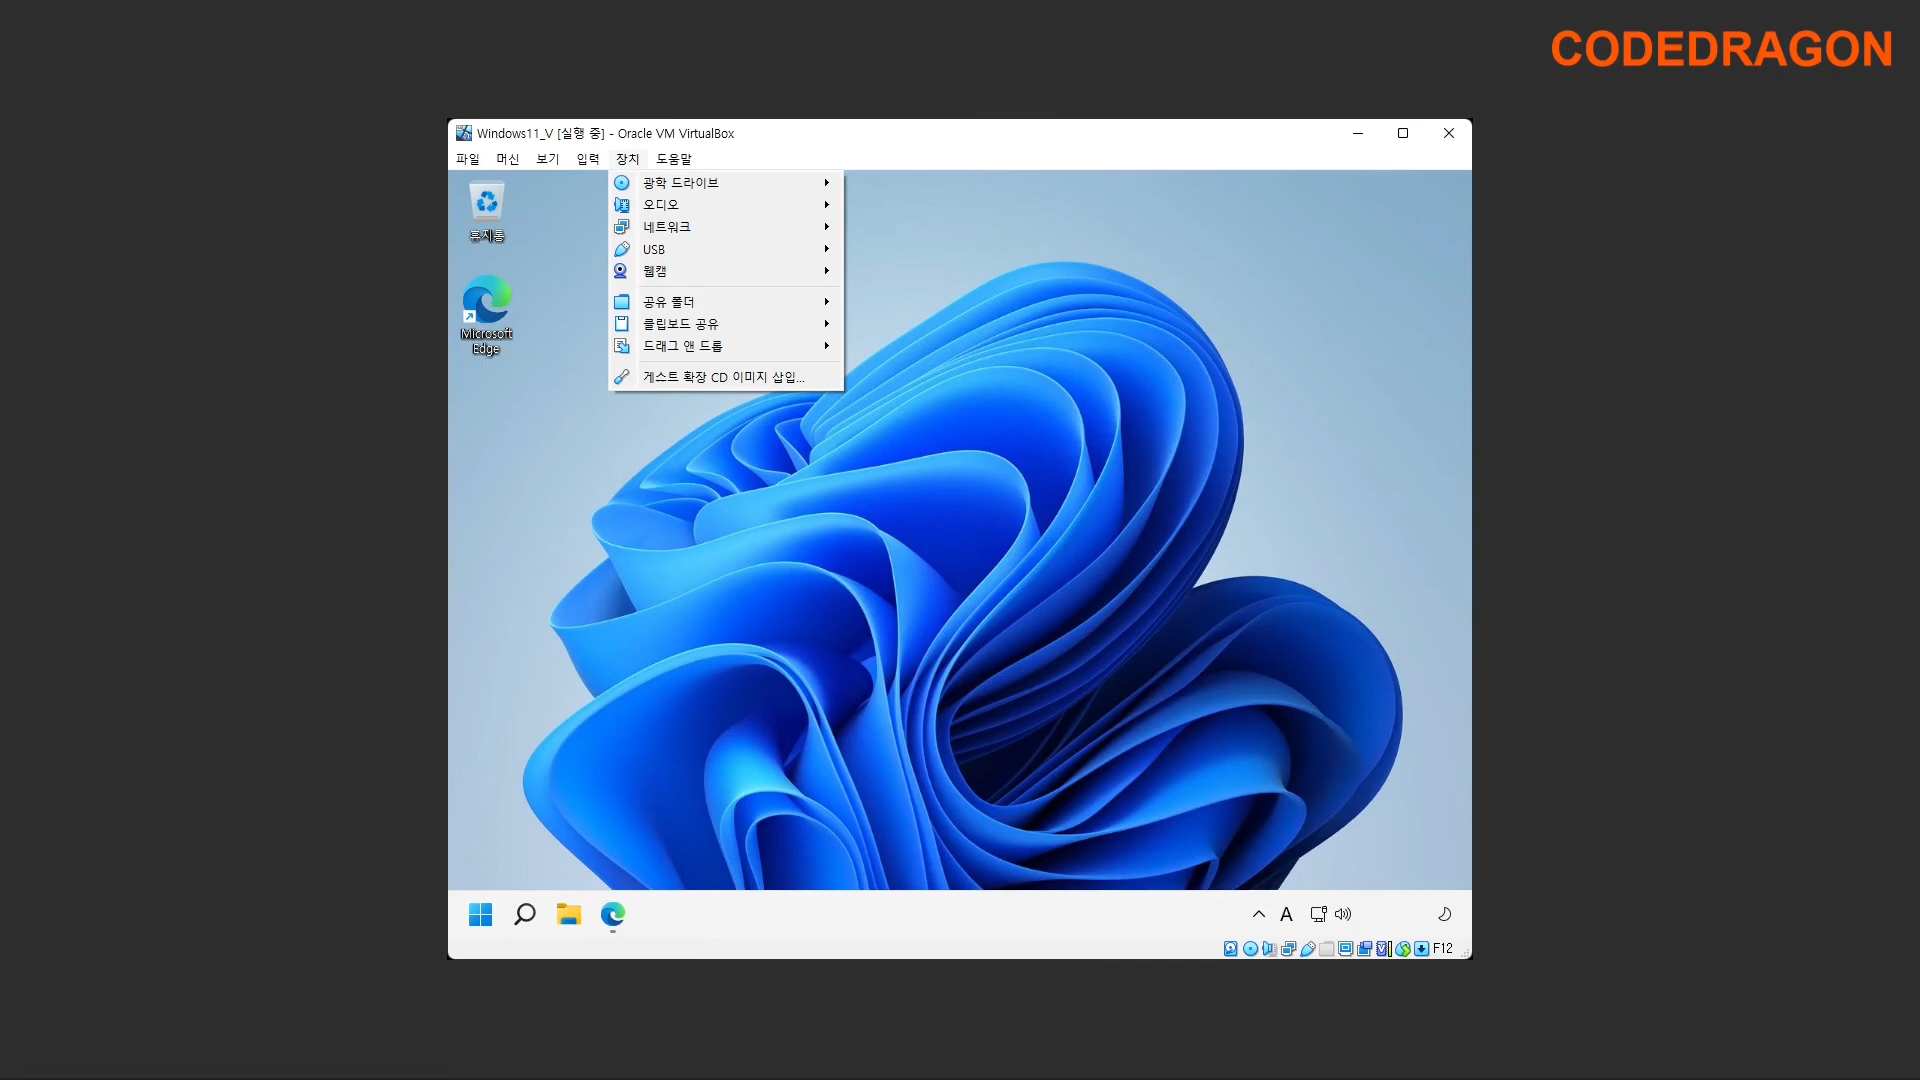 CODEDRAGON
Windows11_V [실행 중] - Oracle VM VirtualBox
파일 머신 보기 입력 장치 도움말
광학 드라이브
오디오
네트워크
USB
웹캠
공유 폴더
클립보드 공유
드래그 앤 드롭
게스트 확장 CD 이미지 삽입...
휴지통
Microsoft
Edge
A
F12